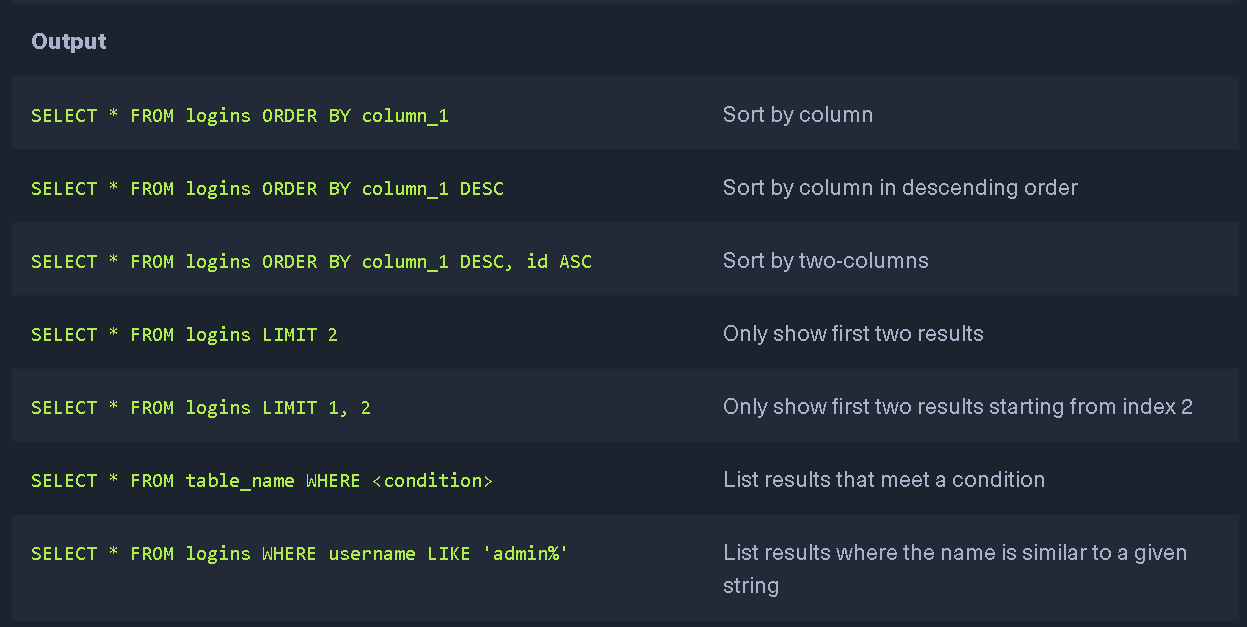 Output
SELECT * FROM logins ORDER BY column_1
Sort by column
SELECT * FROM logins ORDER BY column_1 DESC
Sort by column in descending order
SELECT * FROM logins ORDER BY column_1 DESC, id ASC
Sort by two-columns
SELECT * FROM logins LIMIT 2
Only show first two results
SELECT * FROM logins LIMIT 1, 2
Only show first two results starting from index 2
SELECT * FROM table_name WHERE <condition>
List results that meet a condition
SELECT * FROM logins WHERE username LIKE 'admin%'
List results where the name is similar to a given
string